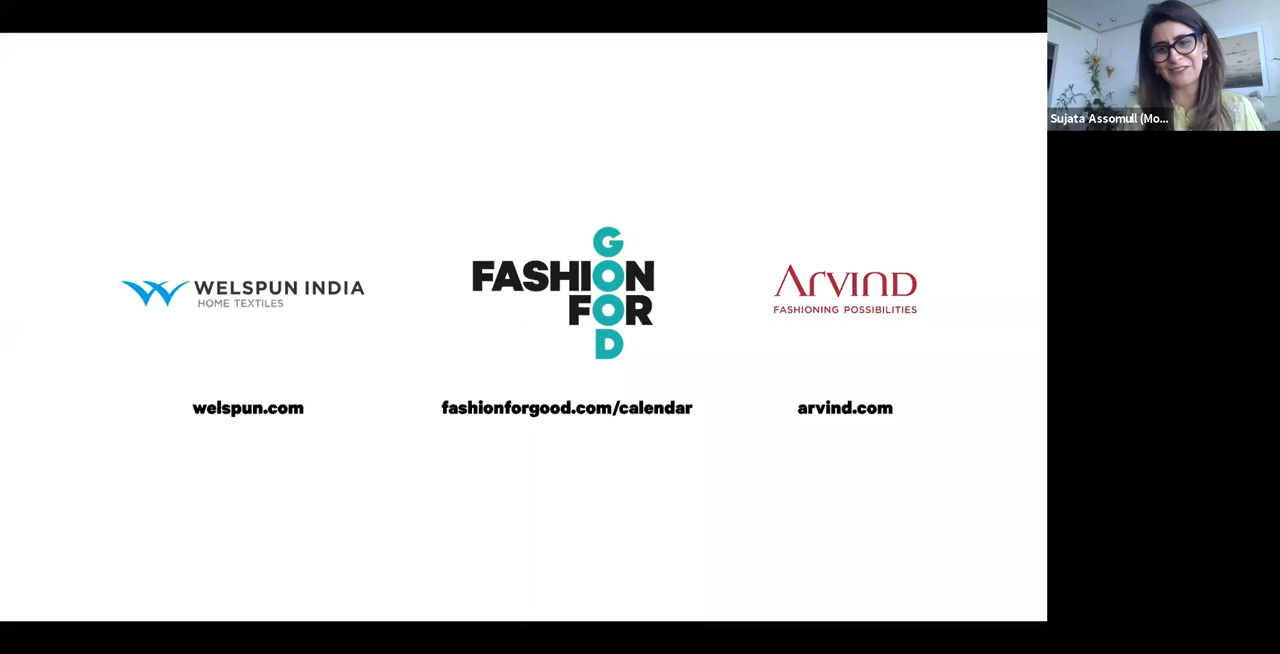 Sujata Assomull (Mo...
WELSPUN INDIA
HOME TEXTILES
FASHION
FOR
GOOD
ARVIND
FASHIONING POSSIBILITIES
welspun.com
fashionforgood.com/calendar
arvind.com